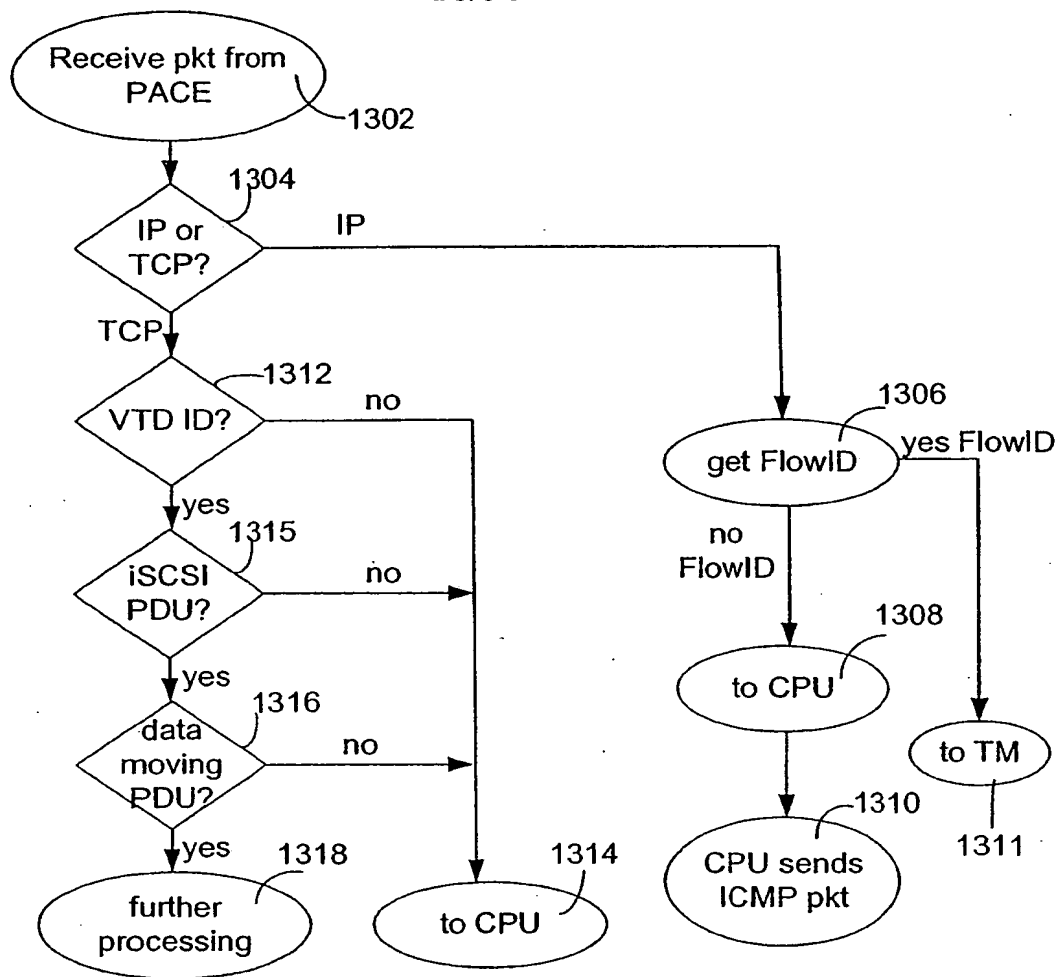 Receive pkt from
PACE
1302
1304
IP or
TCP?
IP
TCP
1312
VTD ID?
no
1306
get FlowID
yes FlowID
yes
1315
iSCSI
PDU?
no
no
FlowID
1308
to CPU
yes
1316
data
moving
PDU?
no
to TM
1311
1310
CPU sends
ICMP pkt
yes
1318
further
processing
1314
to CPU